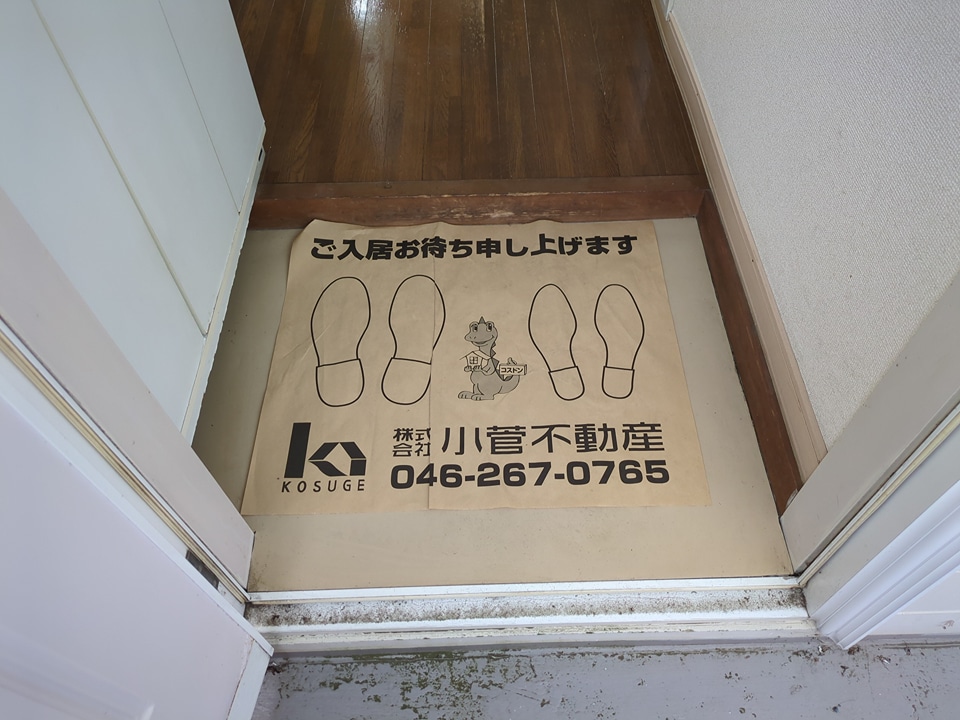 ご入居お待ち申し上げます
コストン
株式会社 小菅不動産
KOSUGE
046-267-0765